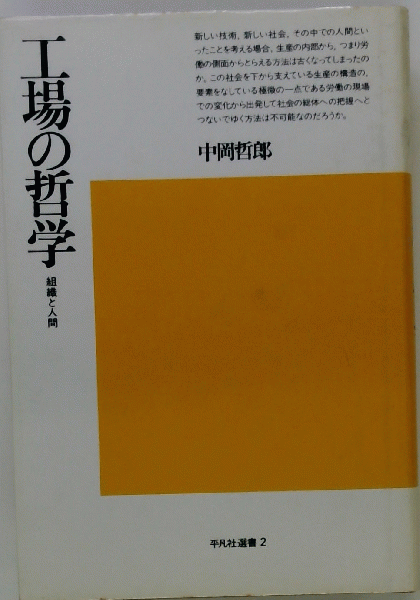 工場の哲学
組織と人間
新しい技術，新しい社会，その中での人間とい
ったことを考える場合，生産の内部から，つまり労
働の側面からとらえる方法は古くなってしまったの
か。この社会を下から支えている生産の構造の，
要素をなしている極微の一点である労働の現場
での変化から出発して社会の総体への把握へと
つないでゆく方法は不可能なのだろうか。
中岡哲郎
平凡社選書 2